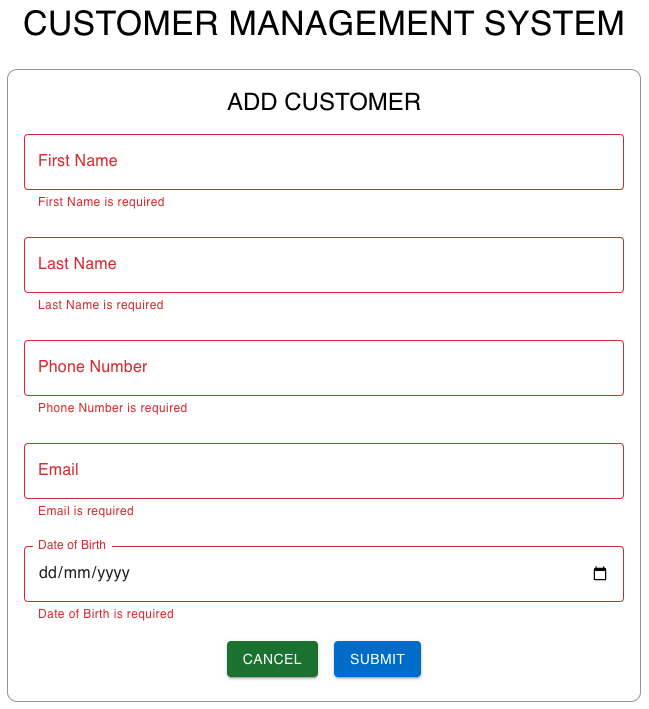 CUSTOMER MANAGEMENT SYSTEM
ADD CUSTOMER
First Name
First Name is required
Last Name
Last Name is required
Phone Number
Phone Number is required
Email
Email is required
Date of Birth
dd/mm/yyyy
Date of Birth is required
CANCEL SUBMIT